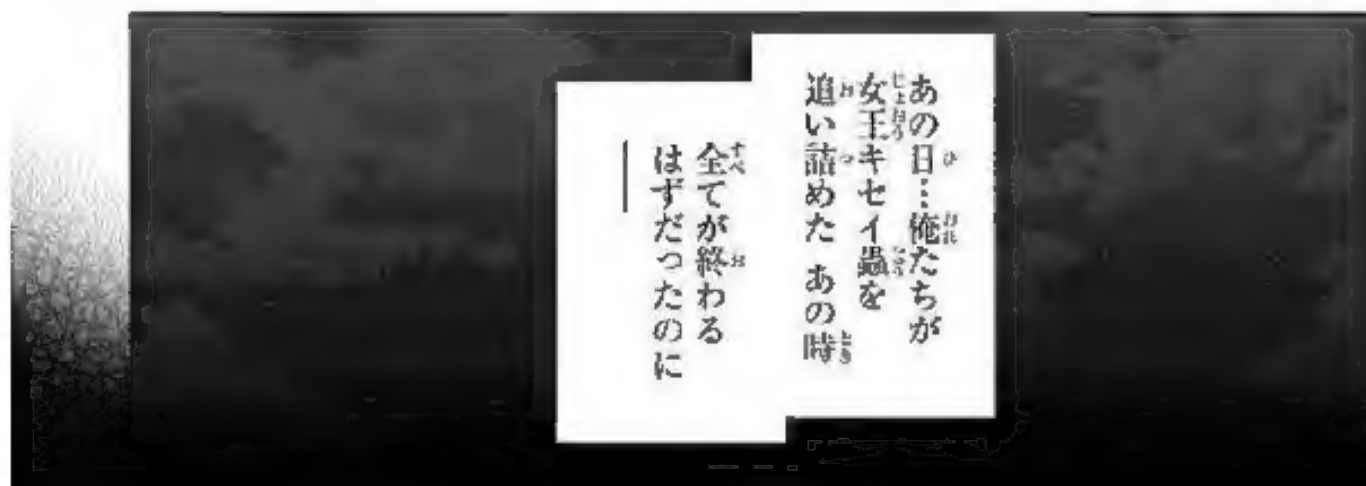 あの日…俺たちが
女王キセイ蟲を
追い詰めた あの時
全てが終わる
はずだったのに
――